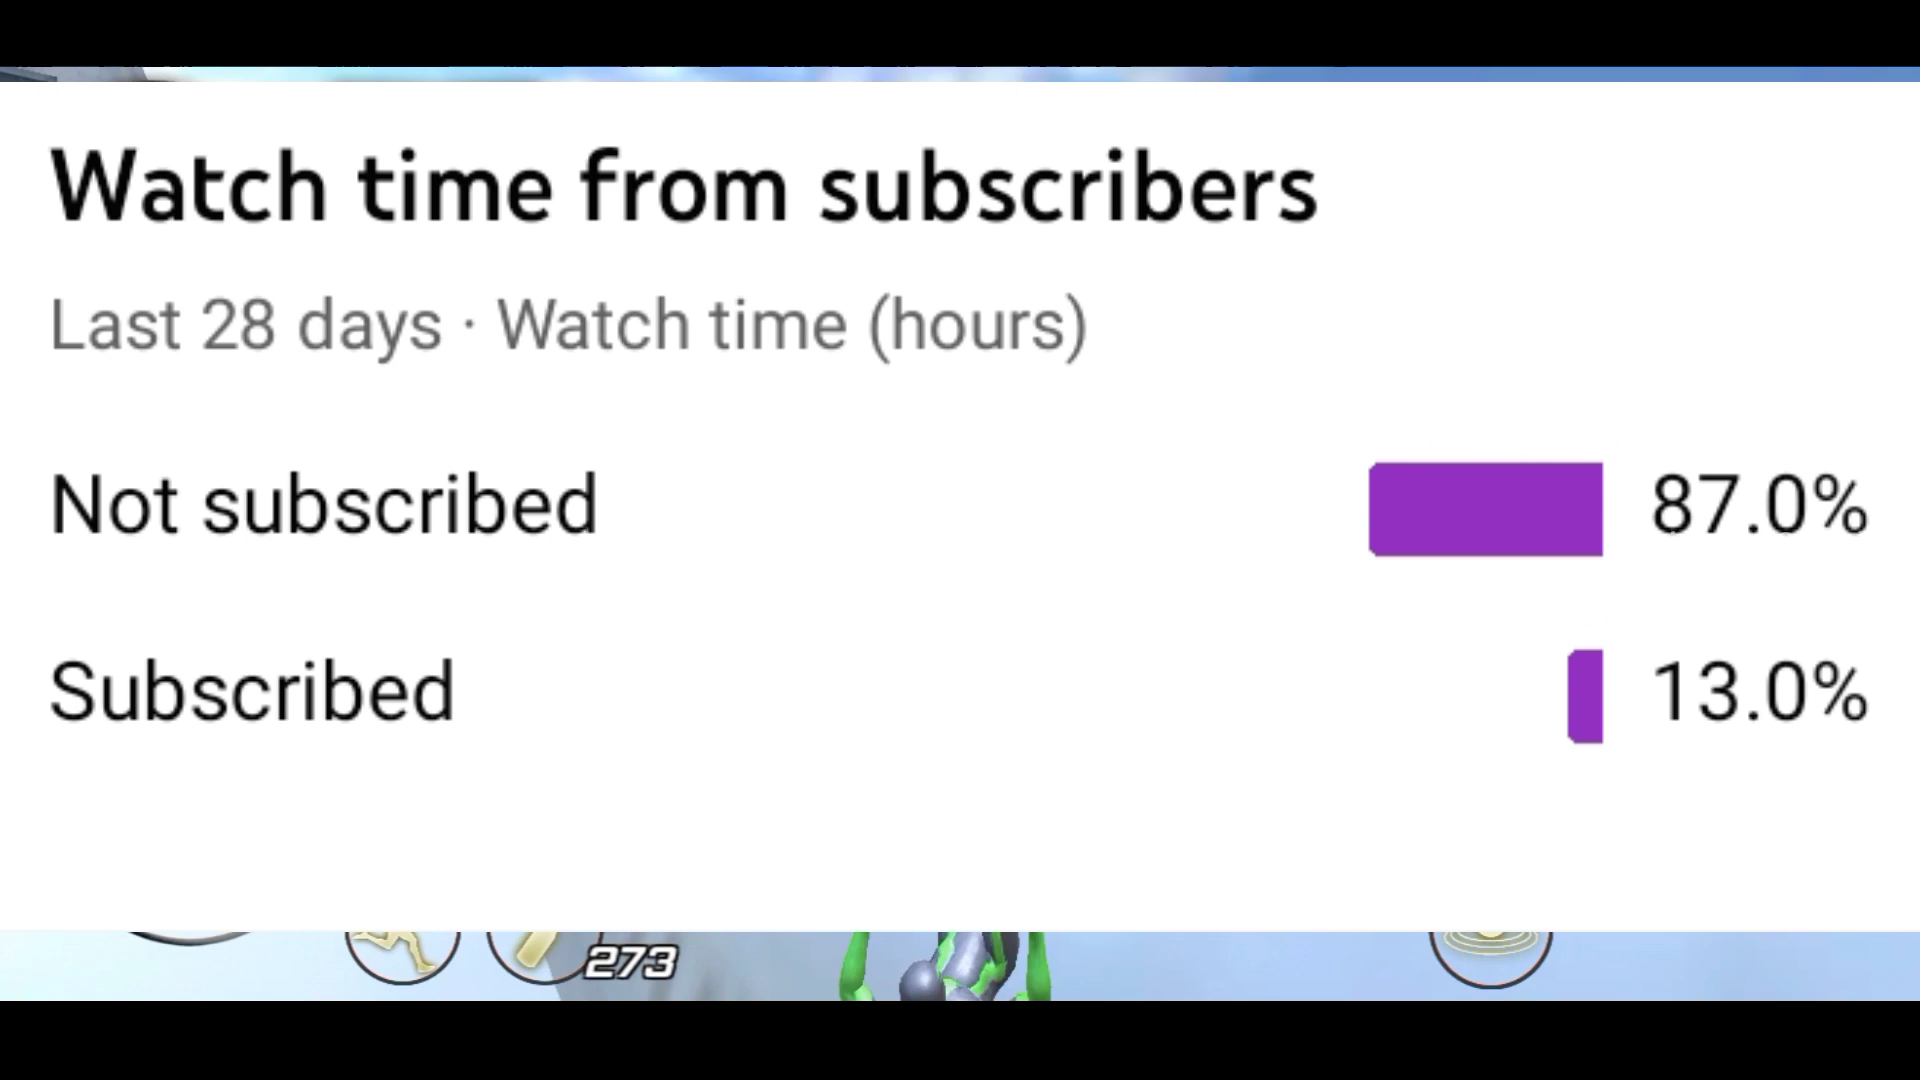 Watch time from subscribers
Last 28 days · Watch time (hours)
Not subscribed 87.0%
Subscribed 13.0%
273